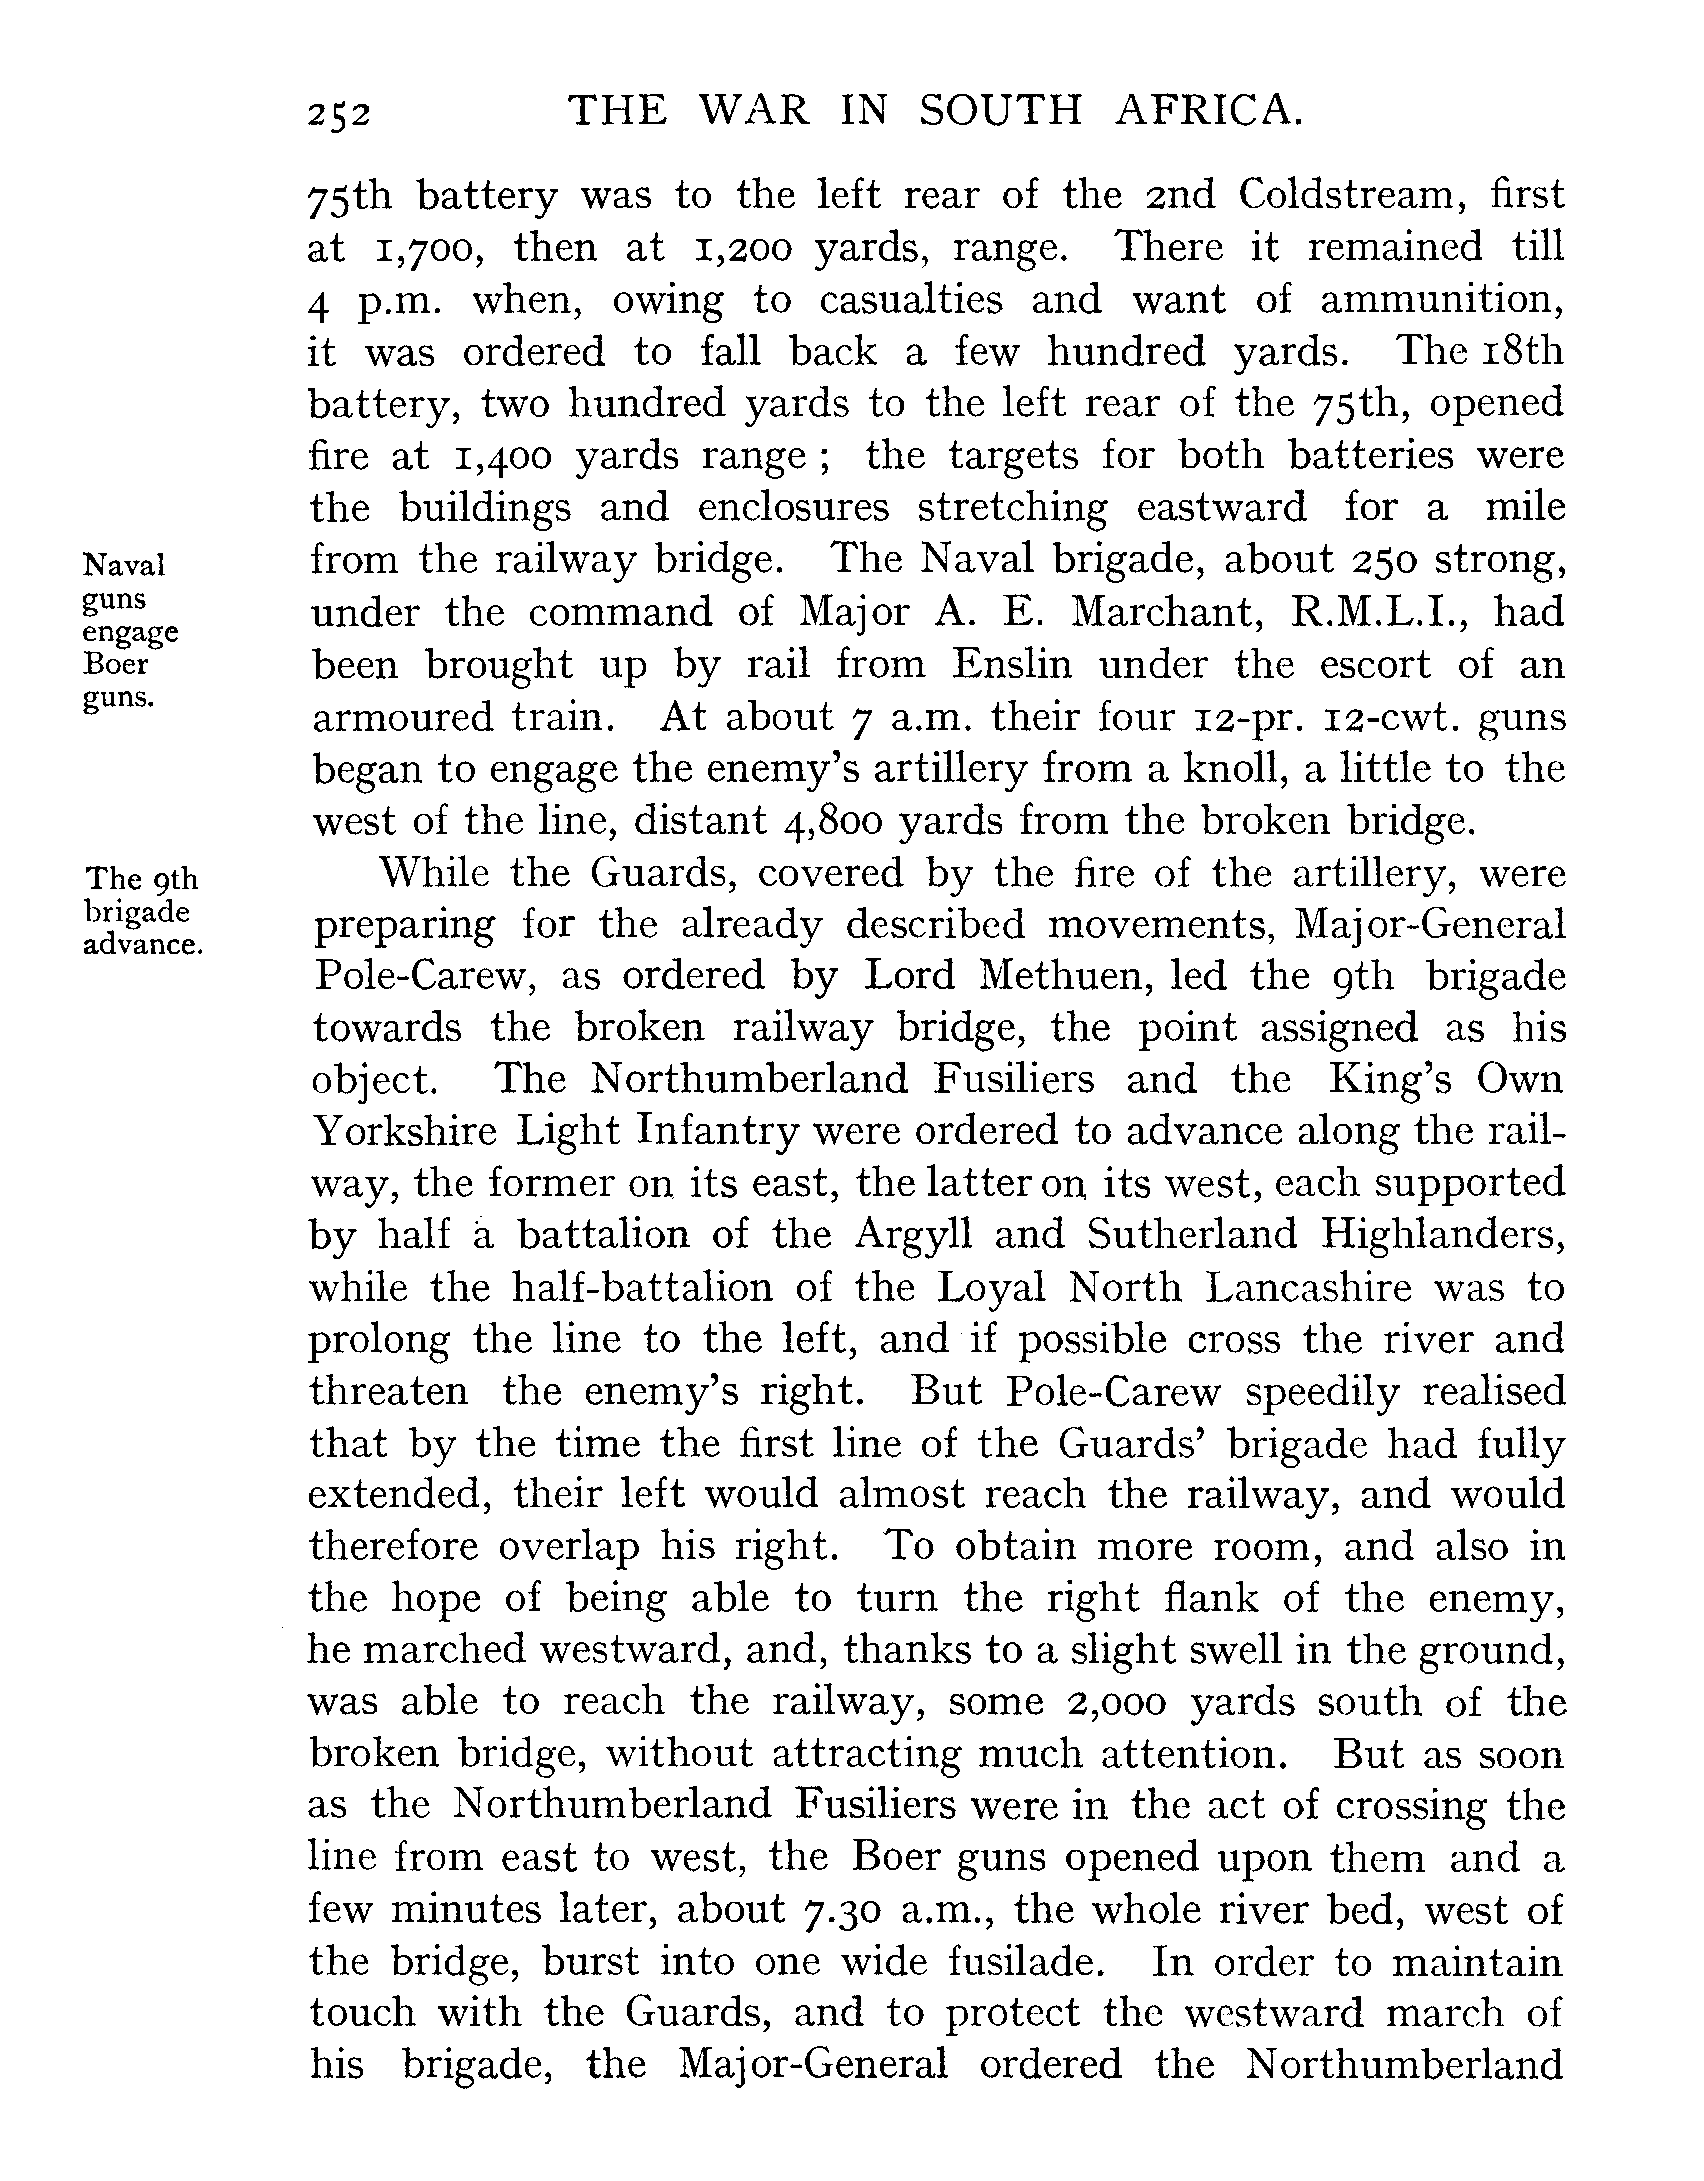 252 THE WAR IN SOUTH AFRICA.
75th battery was to the left rear of the 2nd Coldstream, first
at 1,700, then at 1,200 yards, range. There it remained till
4 p.m. when, owing to casualties and want of ammunition,
it was ordered to fall back a few hundred yards. The 18th
battery, two hundred yards to the left rear of the 75th, opened
fire at 1,400 yards range ; the targets for both batteries were
the buildings and enclosures stretching eastward for a mile
from the railway bridge. The Naval brigade, about 250 strong,
under the command of Major A. E. Marchant, R.M.L.I., had
been brought up by rail from Enslin under the escort of an
armoured train. At about 7 a.m. their four 12-pr. 12-cwt. guns
began to engage the enemy's artillery from a knoll, a little to the
west of the line, distant 4,800 yards from the broken bridge.
Naval
guns
engage
Boer
guns.
While the Guards, covered by the fire of the artillery, were
preparing for the already described movements, Major-General
Pole-Carew, as ordered by Lord Methuen, led the 9th brigade
towards the broken railway bridge, the point assigned as his
object. The Northumberland Fusiliers and the King's Own
Yorkshire Light Infantry were ordered to advance along the rail-
way, the former on its east, the latter on its west, each supported
by half a battalion of the Argyll and Sutherland Highlanders,
while the half-battalion of the Loyal North Lancashire was to
prolong the line to the left, and if possible cross the river and
threaten the enemy's right. But Pole-Carew speedily realised
that by the time the first line of the Guards' brigade had fully
extended, their left would almost reach the railway, and would
therefore overlap his right. To obtain more room, and also in
the hope of being able to turn the right flank of the enemy,
he marched westward, and, thanks to a slight swell in the ground,
was able to reach the railway, some 2,000 yards south of the
broken bridge, without attracting much attention. But as soon
as the Northumberland Fusiliers were in the act of crossing the
line from east to west, the Boer guns opened upon them and a
few minutes later, about 7.30 a.m., the whole river bed, west of
the bridge, burst into one wide fusilade. In order to maintain
touch with the Guards, and to protect the westward march of
his brigade, the Major-General ordered the Northumberland
The 9th
brigade
advance.